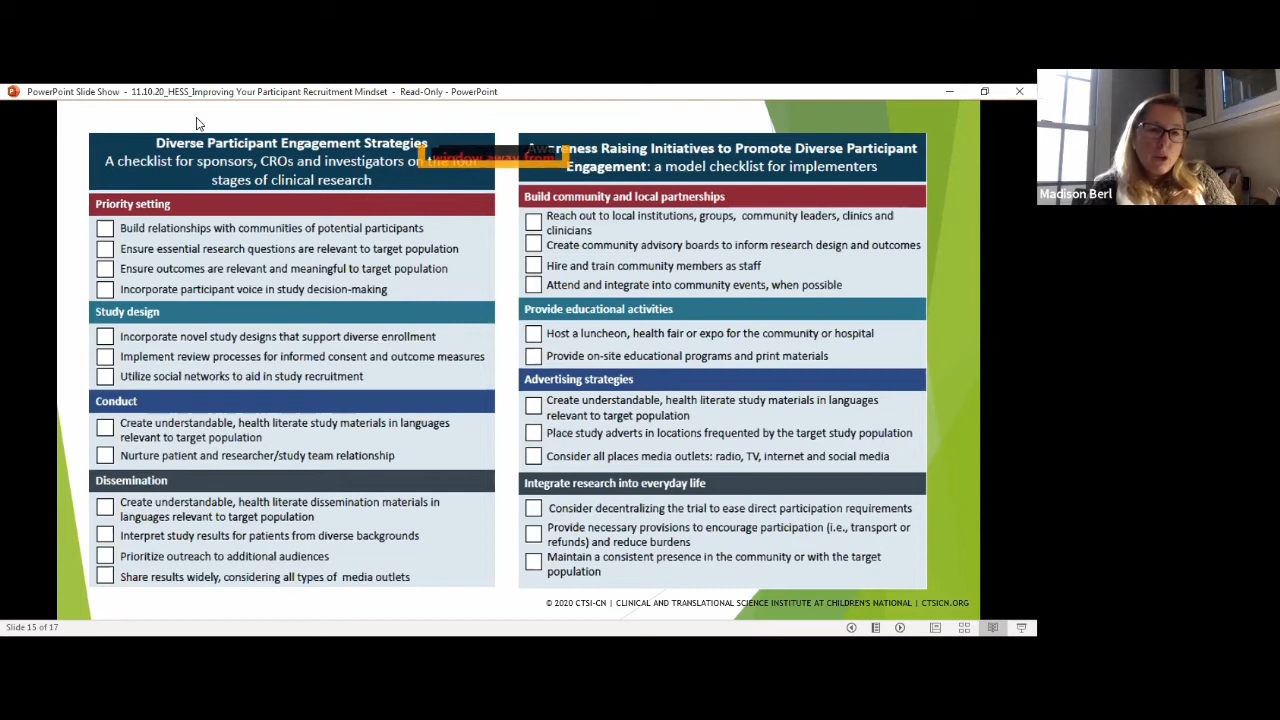 PowerPoint Slide Show - 11.10.20_HESS_Improving Your Participant Recruitment Mindset - Read-Only - PowerPoint
Madison Berl
Diverse Participant Engagement Strategies
A checklist for sponsors, CROs and investigators on the four
stages of clinical research
Priority setting
Build relationships with communities of potential participants
Ensure essential research questions are relevant to target population
Ensure outcomes are relevant and meaningful to target population
Incorporate participant voice in study decision-making
Study design
Incorporate novel study designs that support diverse enrollment
Implement review processes for informed consent and outcome measures
Utilize social networks to aid in study recruitment
Conduct
Create understandable, health literate study materials in languages
relevant to target population
Nurture patient and researcher/study team relationship
Dissemination
Create understandable, health literate dissemination materials in
languages relevant to target population
Interpret study results for patients from diverse backgrounds
Prioritize outreach to additional audiences
Share results widely, considering all types of media outlets
window away from
Awareness Raising Initiatives to Promote Diverse Participant
Engagement: a model checklist for implementers
Build community and local partnerships
Reach out to local institutions, groups, community leaders, clinics and
clinicians
Create community advisory boards to inform research design and outcomes
Hire and train community members as staff
Attend and integrate into community events, when possible
Provide educational activities
Host a luncheon, health fair or expo for the community or hospital
Provide on-site educational programs and print materials
Advertising strategies
Create understandable, health literate study materials in languages
relevant to target population
Place study adverts in locations frequented by the target study population
Consider all places media outlets: radio, TV, internet and social media
Integrate research into everyday life
Consider decentralizing the trial to ease direct participation requirements
Provide necessary provisions to encourage participation (i.e., transport or
refunds) and reduce burdens
Maintain a consistent presence in the community or with the target
population
© 2020 CTSI-CN | CLINICAL AND TRANSLATIONAL SCIENCE INSTITUTE AT CHILDREN'S NATIONAL | CTSICN.ORG
Slide 15 of 17